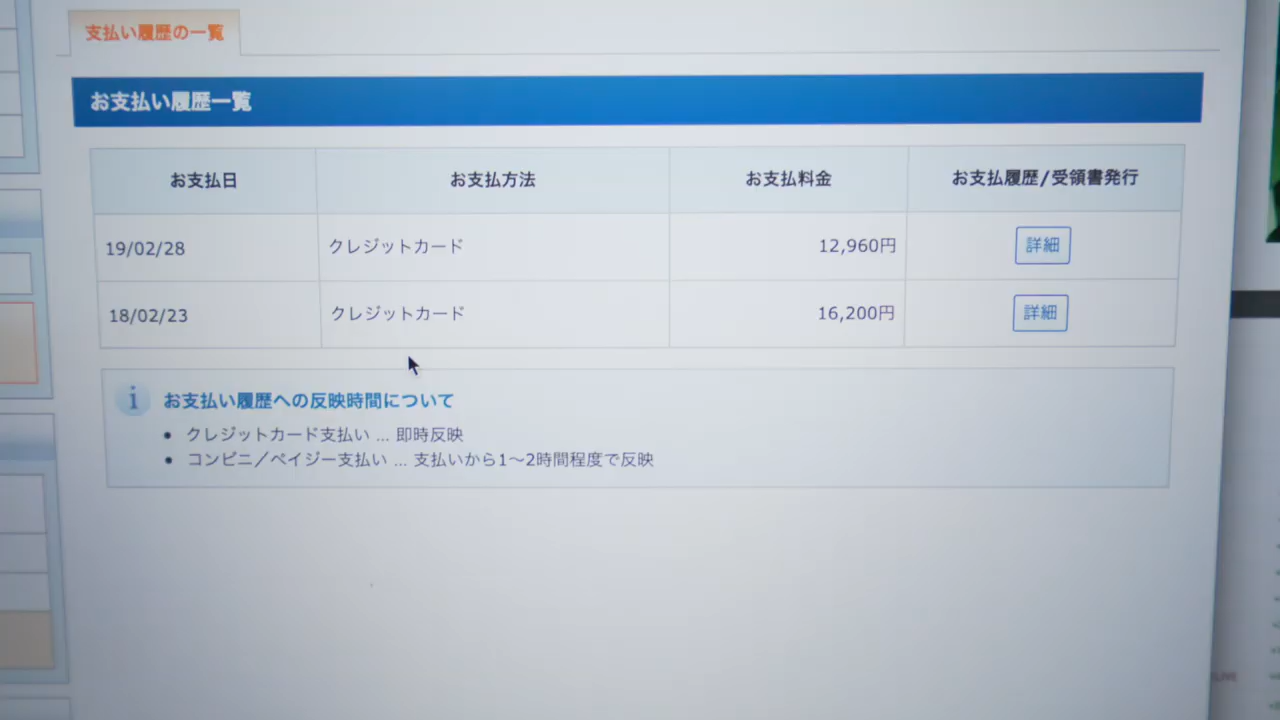 支払い履歴の一覧
お支払い履歴一覧
お支払日 お支払方法 お支払料金 お支払履歴/受領書発行
19/02/28 クレジットカード 12,960円 詳細
18/02/23 クレジットカード 16,200円 詳細
お支払い履歴への反映時間について
• クレジットカード支払い ... 即時反映
• コンビニ／ペイジー支払い ... 支払いから1～2時間程度で反映